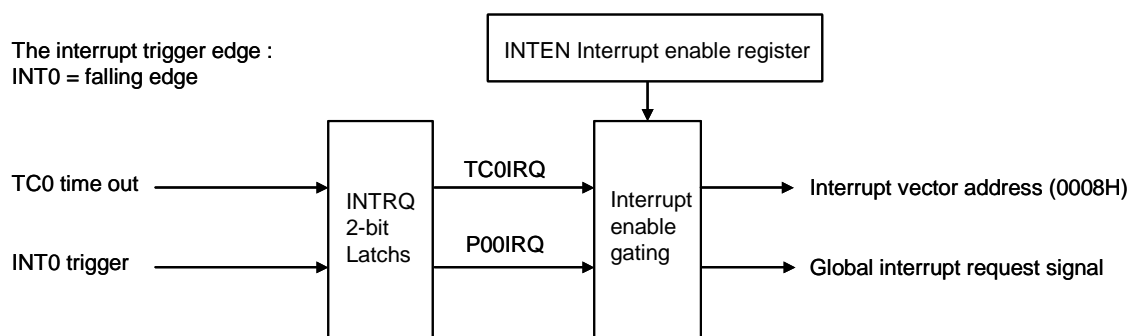 The interrupt trigger edge :
INT0 = falling edge
INTEN Interrupt enable register
TC0 time out
INT0 trigger
INTRQ
2-bit
Latchs
TC0IRQ
P00IRQ
Interrupt
enable
gating
Interrupt vector address (0008H)
Global interrupt request signal